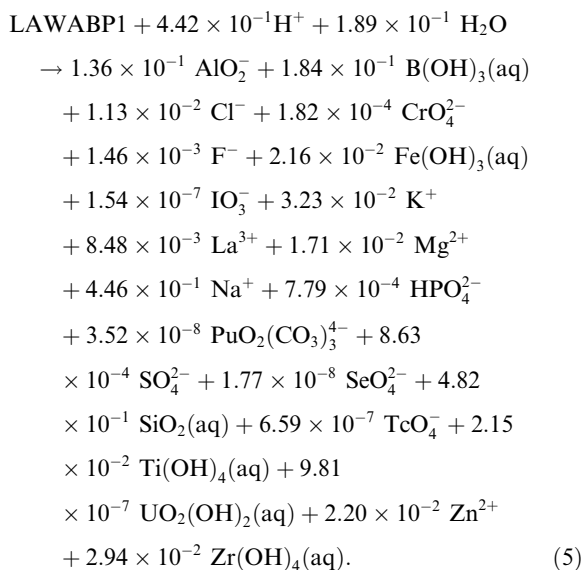 LAWABP1 + 4.42 × 10⁻¹H⁺ + 1.89 × 10⁻¹ H₂O
→ 1.36 × 10⁻¹ AlO₂⁻ + 1.84 × 10⁻¹ B(OH)₃(aq)
+ 1.13 × 10⁻² Cl⁻ + 1.82 × 10⁻⁴ CrO₄²⁻
+ 1.46 × 10⁻³ F⁻ + 2.16 × 10⁻² Fe(OH)₃(aq)
+ 1.54 × 10⁻⁷ IO₃⁻ + 3.23 × 10⁻² K⁺
+ 8.48 × 10⁻³ La³⁺ + 1.71 × 10⁻² Mg²⁺
+ 4.46 × 10⁻¹ Na⁺ + 7.79 × 10⁻⁴ HPO₄²⁻
+ 3.52 × 10⁻⁸ PuO₂(CO₃)₃⁴⁻ + 8.63
× 10⁻⁴ SO₄²⁻ + 1.77 × 10⁻⁸ SeO₄²⁻ + 4.82
× 10⁻¹ SiO₂(aq) + 6.59 × 10⁻⁷ TcO₄⁻ + 2.15
× 10⁻² Ti(OH)₄(aq) + 9.81
× 10⁻⁷ UO₂(OH)₂(aq) + 2.20 × 10⁻² Zn²⁺
+ 2.94 × 10⁻² Zr(OH)₄(aq). (5)